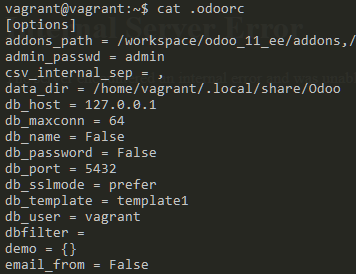 vagrant@vagrant:~$ cat .odoorc
[options]
addons_path = /workspace/odoo_11_ee/addons,/
admin_passwd = admin
csv_internal_sep = ,
data_dir = /home/vagrant/.local/share/Odoo
db_host = 127.0.0.1
db_maxconn = 64
db_name = False
db_password = False
db_port = 5432
db_sslmode = prefer
db_template = template1
db_user = vagrant
dbfilter =
demo = {}
email_from = False